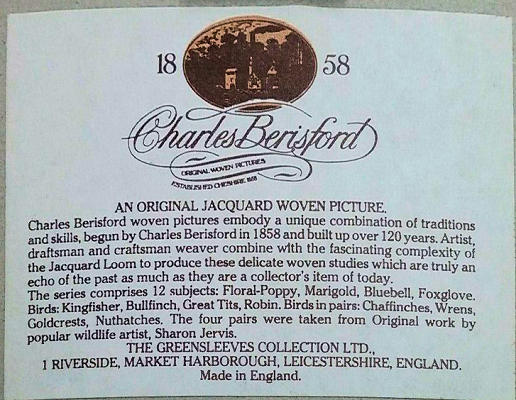 18 58
Charles Berisford
ORIGINAL WOVEN PICTURES
ESTABLISHED CHESHIRE 1858
AN ORIGINAL JACQUARD WOVEN PICTURE.
Charles Berisford woven pictures embody a unique combination of traditions
and skills, begun by Charles Berisford in 1858 and built up over 120 years. Artist,
draftsman and craftsman weaver combine with the fascinating complexity of
the Jacquard Loom to produce these delicate woven studies which are truly an
echo of the past as much as they are a collector's item of today.
The series comprises 12 subjects: Floral-Poppy, Marigold, Bluebell, Foxglove.
Birds: Kingfisher, Bullfinch, Great Tits, Robin. Birds in pairs: Chaffinches, Wrens,
Goldcrests, Nuthatches. The four pairs were taken from Original work by
popular wildlife artist, Sharon Jervis.
THE GREENSLEEVES COLLECTION LTD.,
1 RIVERSIDE, MARKET HARBOROUGH, LEICESTERSHIRE, ENGLAND.
Made in England.